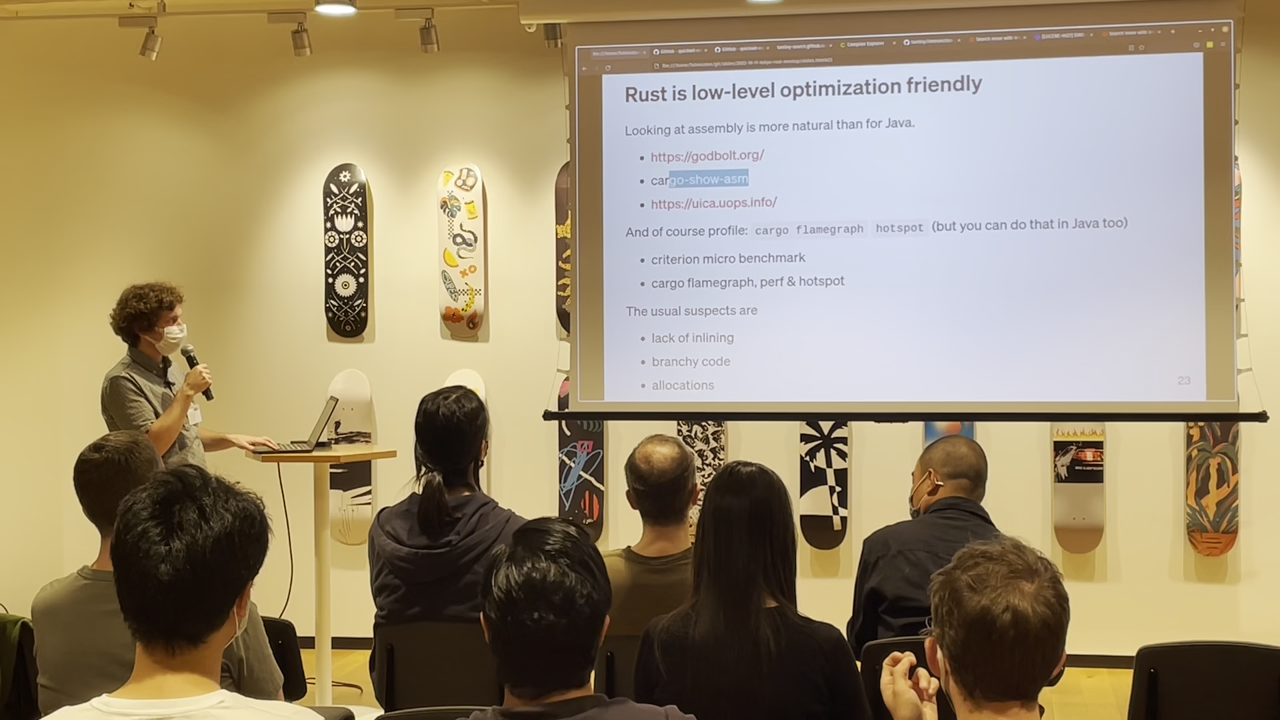 Rust is low-level optimization friendly
Looking at assembly is more natural than for Java.
https://godbolt.org/
cargo-show-asm
https://uica.uops.info/
And of course profile: cargo flamegraph hotspot (but you can do that in Java too)
criterion micro benchmark
cargo flamegraph, perf & hotspot
The usual suspects are
lack of inlining
branchy code
allocations
23